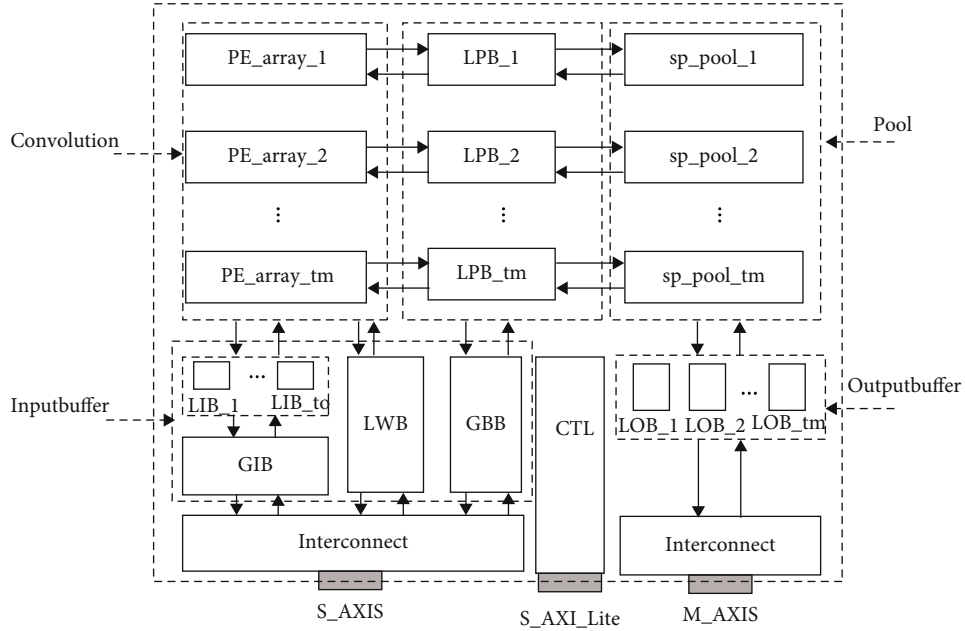 PE_array_1
LPB_1
sp_pool_1
Convolution
Pool
PE_array_2
LPB_2
sp_pool_2
...
...
...
PE_array_tm
LPB_tm
sp_pool_tm
Inputbuffer
...
LIB_1
LIB_to
LWB
GBB
CTL
...
LOB_1
LOB_2
LOB_tm
Outputbuffer
GIB
Interconnect
Interconnect
S_AXIS
S_AXI_Lite
M_AXIS